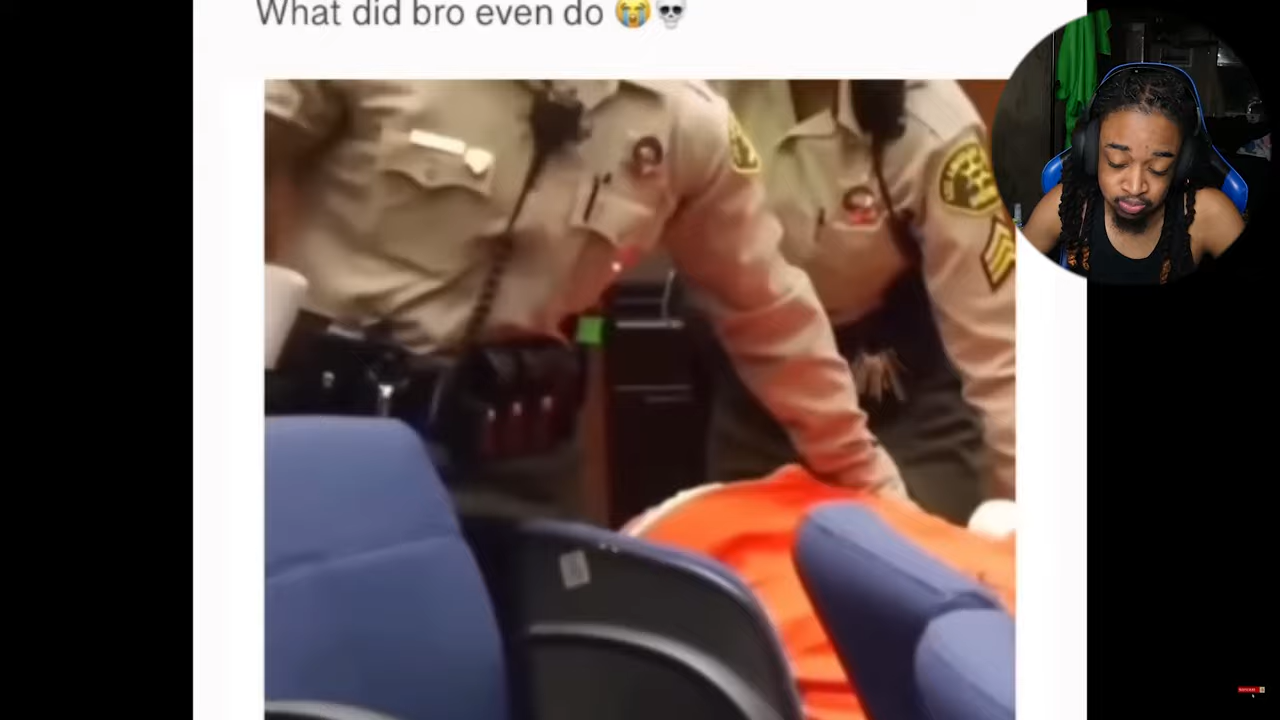 What did bro even do 😭💀